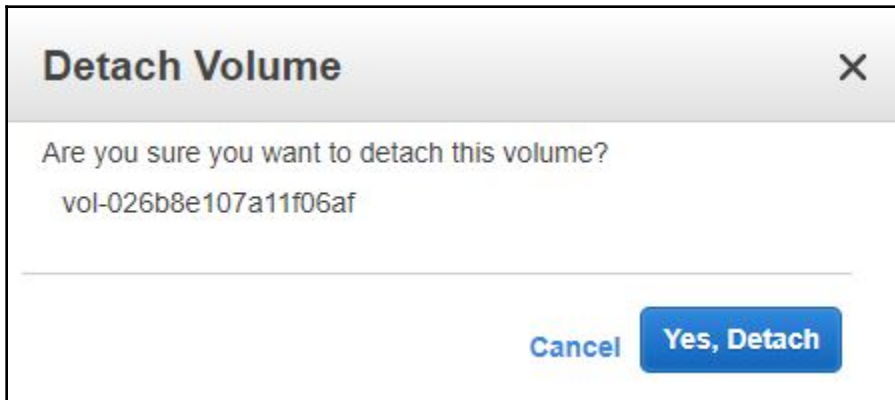 Detach Volume
Are you sure you want to detach this volume?
vol-026b8e107a11f06af
Cancel Yes, Detach